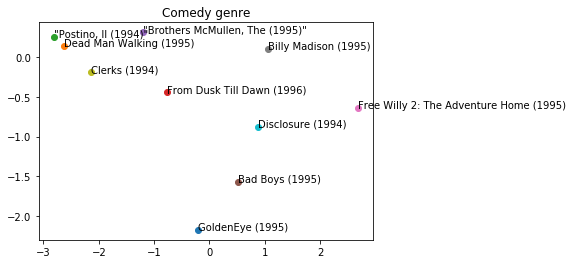 Comedy genre
"Brothers McMullen, The (1995)"
"Postino, Il (1994)
Dead Man Walking (1995)
Billy Madison (1995)
0.0
Clerks (1994)
From Dusk Till Dawn (1996)
−0.5
Free Willy 2: The Adventure Home (1995)
Disclosure (1994)
−1.0
−1.5
Bad Boys (1995)
−2.0
GoldenEye (1995)
−3 −2 −1 0 1 2